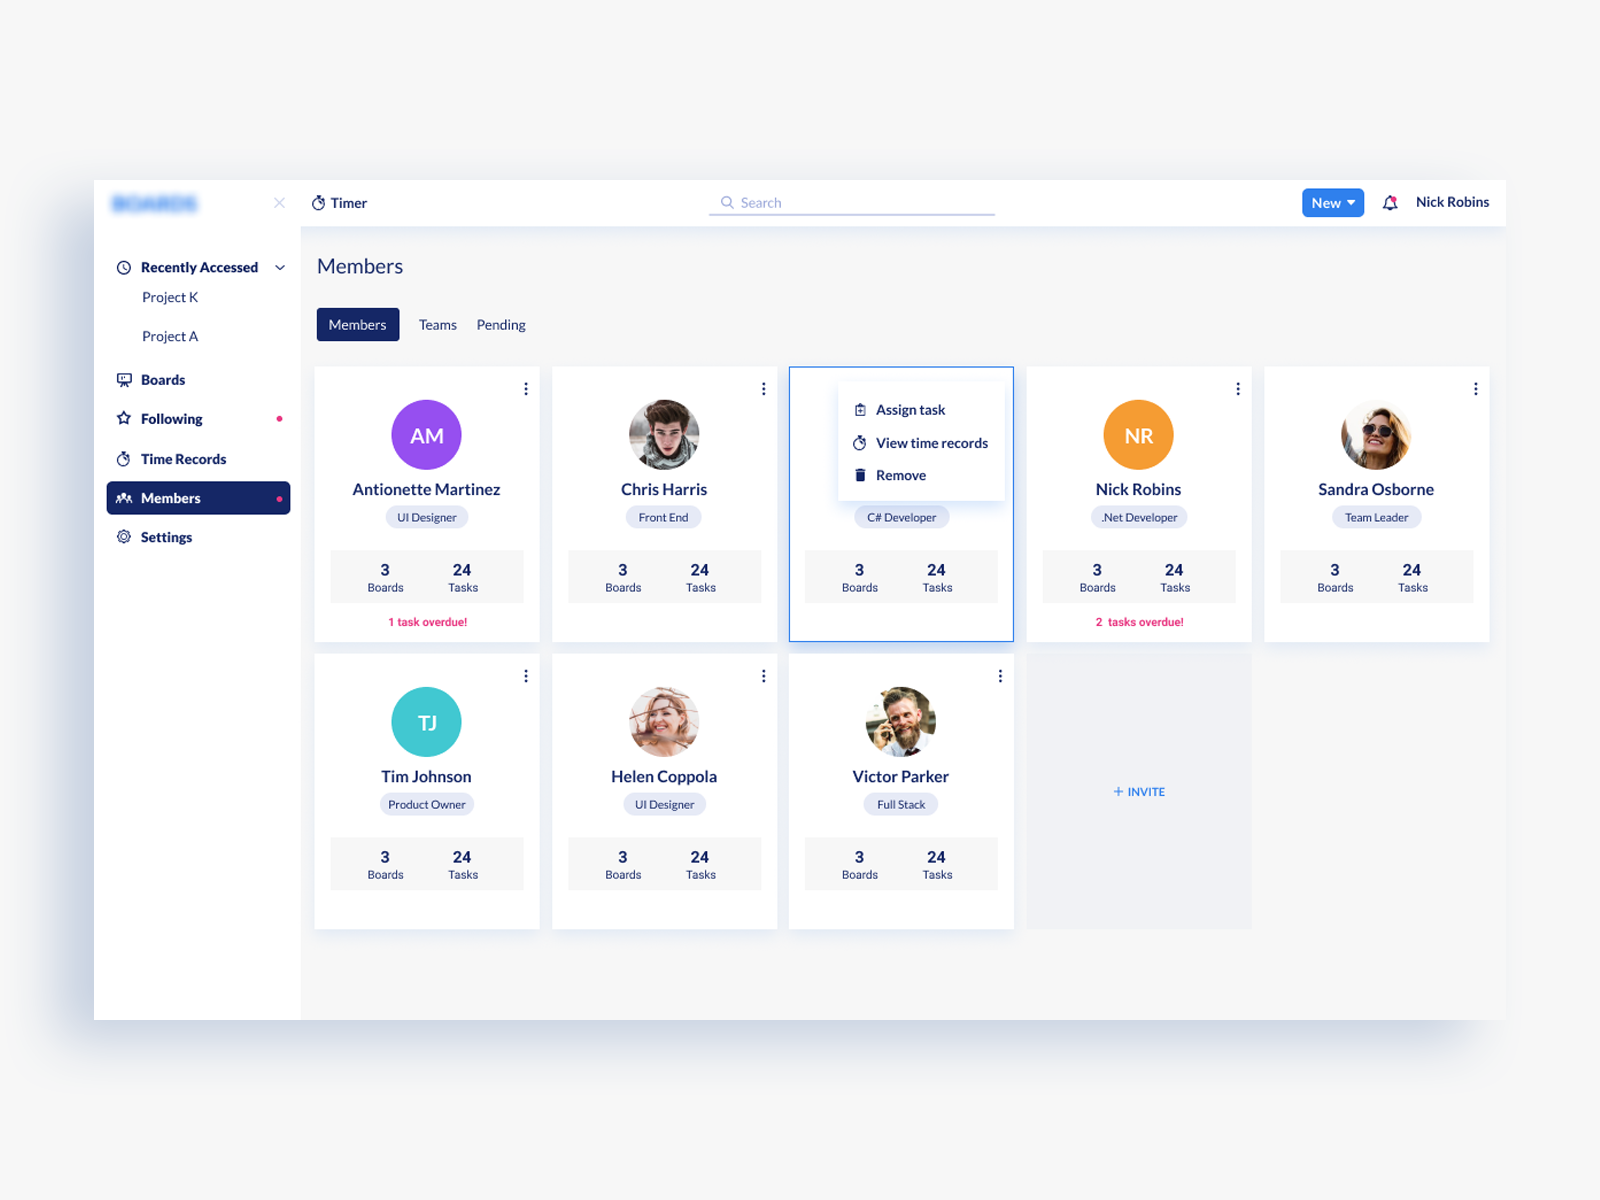 BOARDS
Timer
Search
New
Nick Robins
Recently Accessed
Project K
Project A
Boards
Following
Time Records
Members
Settings
Members
Members Teams Pending
AM
Antionette Martinez
UI Designer
3 24
Boards Tasks
1 task overdue!
Chris Harris
Front End
3 24
Boards Tasks
Assign task
View time records
Remove
C# Developer
3 24
Boards Tasks
NR
Nick Robins
.Net Developer
3 24
Boards Tasks
2 tasks overdue!
Sandra Osborne
Team Leader
3 24
Boards Tasks
TJ
Tim Johnson
Product Owner
3 24
Boards Tasks
Helen Coppola
UI Designer
3 24
Boards Tasks
Victor Parker
Full Stack
3 24
Boards Tasks
+ INVITE